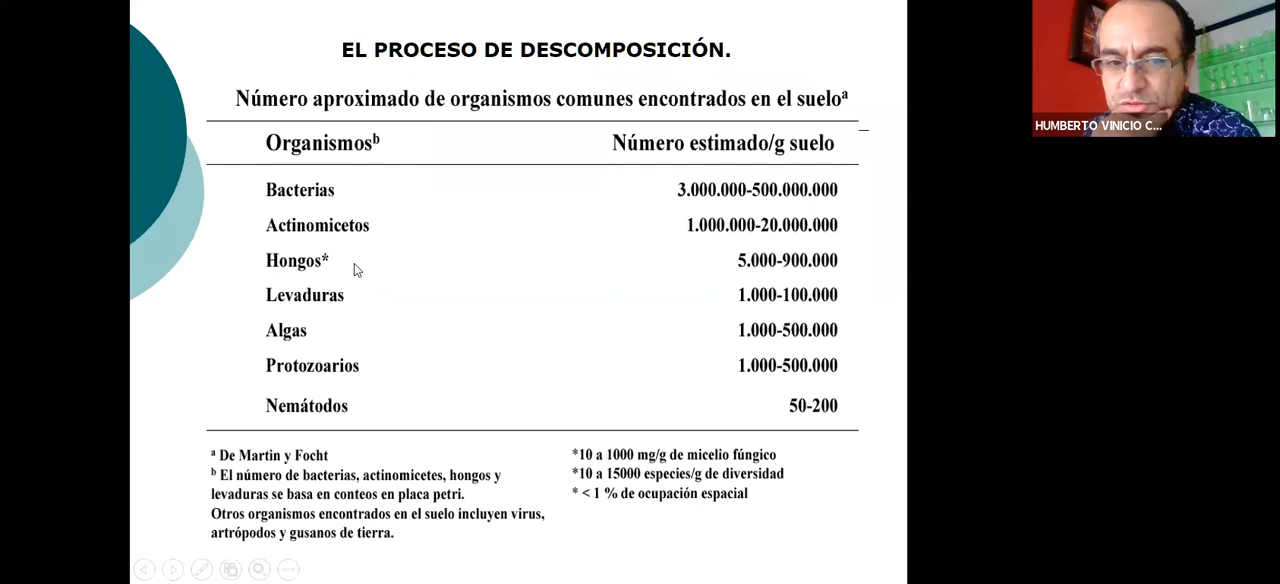 EL PROCESO DE DESCOMPOSICIÓN.
Número aproximado de organismos comunes encontrados en el sueloª
Organismosᵇ Número estimado/g suelo
Bacterias 3.000.000-500.000.000
Actinomicetos 1.000.000-20.000.000
Hongos* 5.000-900.000
Levaduras 1.000-100.000
Algas 1.000-500.000
Protozoarios 1.000-500.000
Nemátodos 50-200
ª De Martin y Focht
ᵇ El número de bacterias, actinomicetes, hongos y
levaduras se basa en conteos en placa petri.
Otros organismos encontrados en el suelo incluyen virus,
artrópodos y gusanos de tierra.
*10 a 1000 mg/g de micelio fúngico
*10 a 15000 especies/g de diversidad
* < 1 % de ocupación espacial
HUMBERTO VINICIO C...